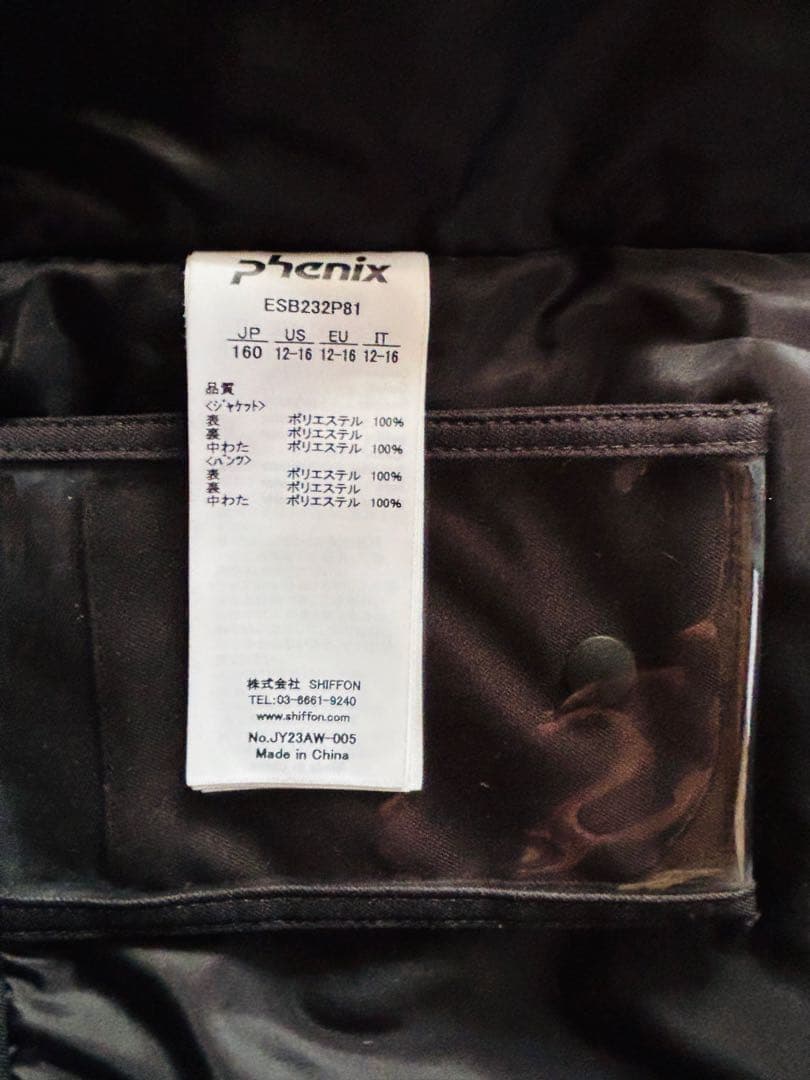 phenix
ESB232P81
JP US EU IT
160 12-16 12-16 12-16
品質
<ジャケット>
表 ポリエステル 100%
裏 ポリエステル
中わた ポリエステル 100%
<パンツ>
表 ポリエステル 100%
裏 ポリエステル
中わた ポリエステル 100%
株式会社 SHIFFON
TEL:03-6661-9240
www.shiffon.com
No.JY23AW-005
Made in China